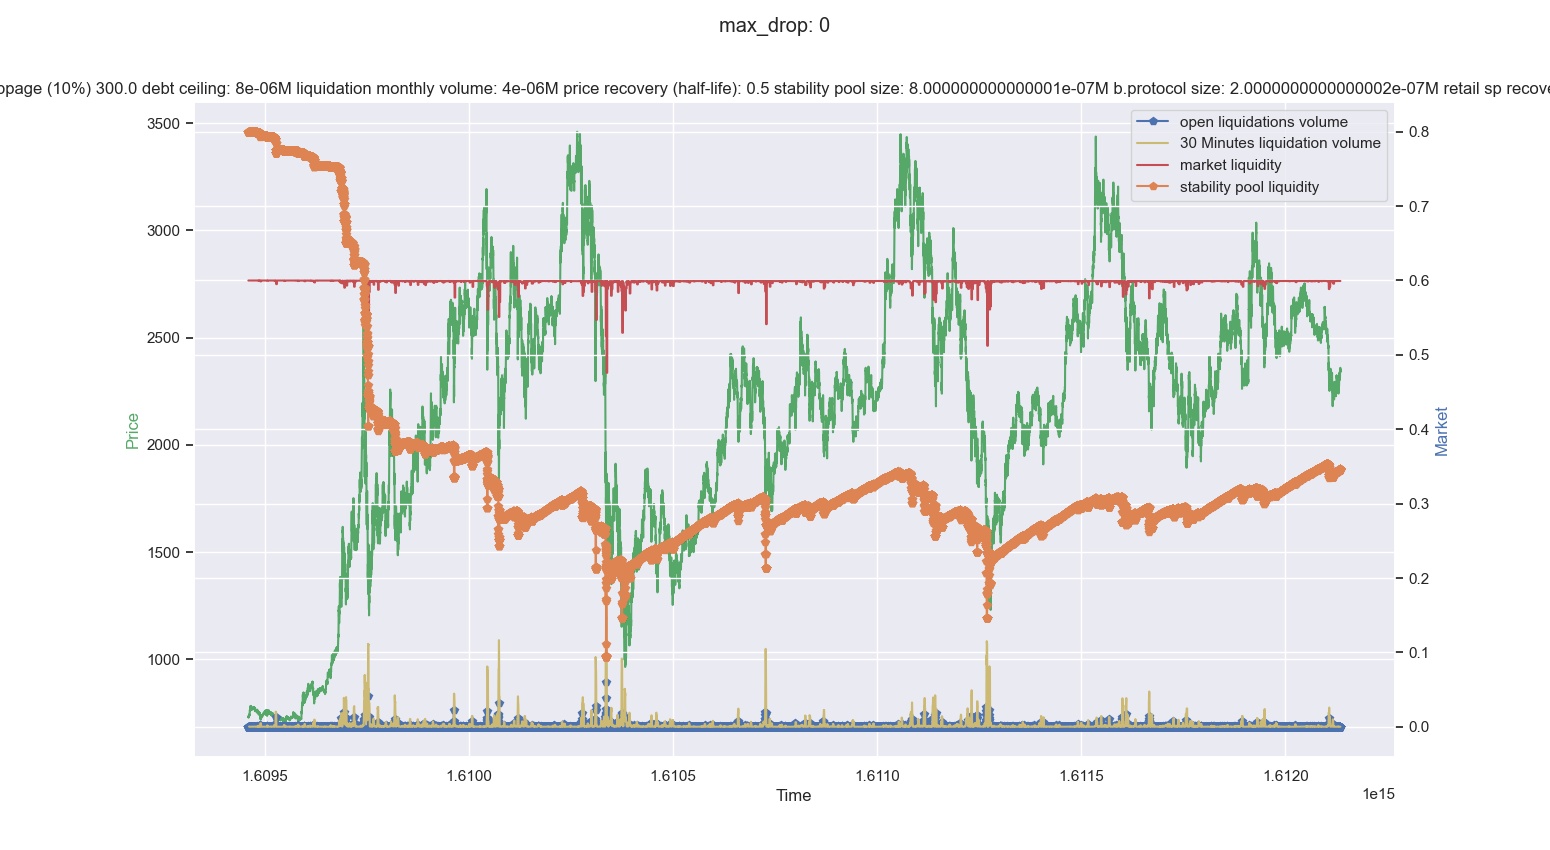 max_drop: 0
(10%) 300.0 debt ceiling: 8e-06M liquidation monthly volume: 4e-06M price recovery (half-life): 0.5 stability pool size: 8.000000000000001e-07M b.protocol size: 2.0000000000000002e-07M retail sp
3500
3000
2500
2000
1500
1000
Price
open liquidations volume
30 Minutes liquidation volume
market liquidity
stability pool liquidity
0.8
0.7
0.6
0.5
0.4
0.3
0.2
0.1
0.0
Market
1.6095 1.6100 1.6105 1.6110 1.6115 1.6120
Time
1e15